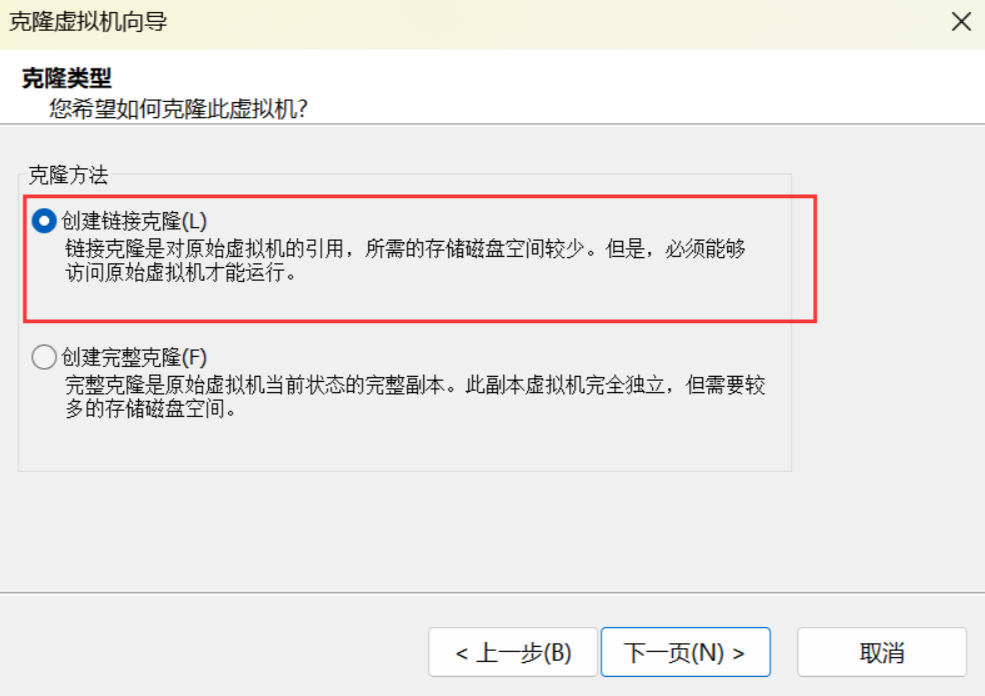 克隆虚拟机向导
克隆类型
您希望如何克隆此虚拟机?
克隆方法
创建链接克隆(L)
链接克隆是对原始虚拟机的引用，所需的存储磁盘空间较少。但是，必须能够
访问原始虚拟机才能运行。
创建完整克隆(F)
完整克隆是原始虚拟机当前状态的完整副本。此副本虚拟机完全独立，但需要较
多的存储磁盘空间。
< 上一步(B)
下一页(N) >
取消